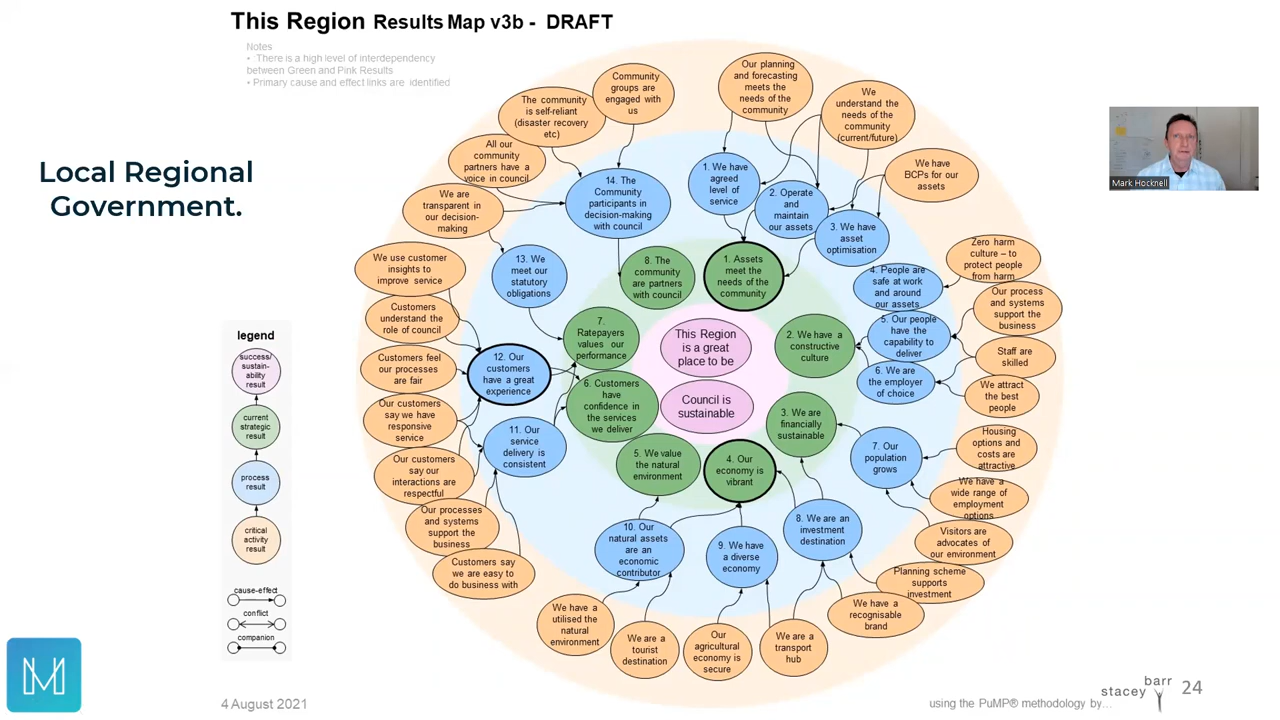 This Region Results Map v3b - DRAFT
Notes
• There is a high level of interdependency
between Green and Pink Results
• Primary cause and effect links are identified
Local Regional
Government.
Mark Hocknell
legend
success/
sustain-
ability
result
current
strategic
result
process
result
critical
activity
result
cause-effect
conflict
companion
This Region
is a great
place to be
Council is
sustainable
1. Assets
meet the
needs of the
community
2. We have a
constructive
culture
3. We are
financially
sustainable
4. Our
economy is
vibrant
5. We value
the natural
environment
6. Customers
have
confidence in
the services
we deliver
7.
Ratepayers
values our
performance
8. The
community
are partners
with council
1. We have
agreed
level of
service
2. Operate
and
maintain
our assets
3. We have
asset
optimisation
4. People are
safe at work
and around
our assets
5. Our people
have the
capability to
deliver
6. We are
the employer
of choice
7. Our
population
grows
8. We are an
investment
destination
9. We have
a diverse
economy
10. Our
natural assets
are an
economic
contributor
11. Our
service
delivery is
consistent
12. Our
customers
have a great
experience
13. We
meet our
statutory
obligations
14. The
Community
participates in
decision-making
with council
Our planning
and forecasting
meets the
needs of the
community
We
understand the
needs of the
community
(current/future)
We have
BCPs for our
assets
Zero harm
culture – to
protect people
from harm
Our process
and systems
support the
business
Staff are
skilled
We attract
the best
people
Housing
options and
costs are
attractive
We have a
wide range of
employment
options
Visitors are
advocates of
our environment
Planning scheme
supports
investment
We have a
recognisable
brand
We are a
transport
hub
Our
agricultural
economy is
secure
We are a
tourist
destination
We have a
utilised the
natural
environment
Customers say
we are easy to
do business with
Our processes
and systems
support the
business
Our customers
say our
interactions are
respectful
Our customers
say we have
responsive
service
Customers feel
our processes
are fair
Customers
understand the
role of council
We use customer
insights to
improve service
We are
transparent in
our decision-
making
All our
community
partners have a
voice in council
The community
is self-reliant
(disaster recovery
etc)
Community
groups are
engaged with
us
4 August 2021
using the PuMP® methodology by...
stacey
barr
24